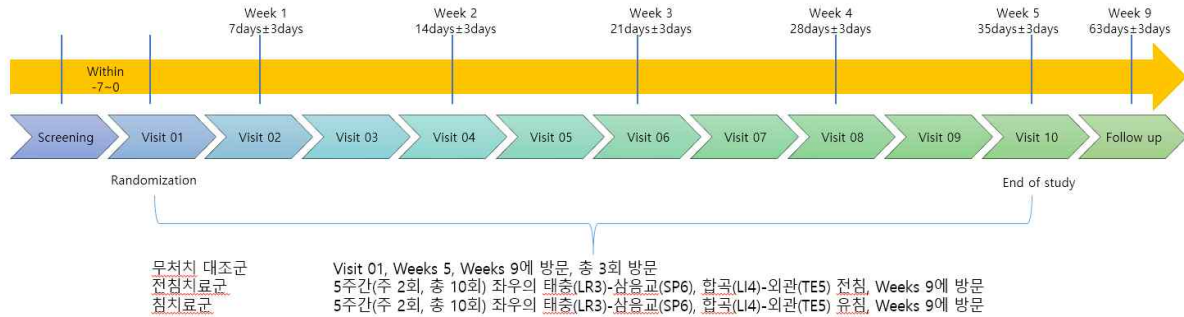 Week 1 Week 2 Week 3 Week 4 Week 5 Week 9
7days±3days 14days±3days 21days±3days 28days±3days 35days±3days 63days±3days
Within
-7~0
Screening Visit 01 Visit 02 Visit 03 Visit 04 Visit 05 Visit 06 Visit 07 Visit 08 Visit 09 Visit 10 Follow up
Randomization End of study
무처치 대조군 Visit 01, Weeks 5, Weeks 9에 방문, 총 3회 방문
전침치료군 5주간(주 2회, 총 10회) 좌우의 태충(LR3)-삼음교(SP6), 합곡(LI4)-외관(TE5) 전침, Weeks 9에 방문
침치료군 5주간(주 2회, 총 10회) 좌우의 태충(LR3)-삼음교(SP6), 합곡(LI4)-외관(TE5) 유침, Weeks 9에 방문